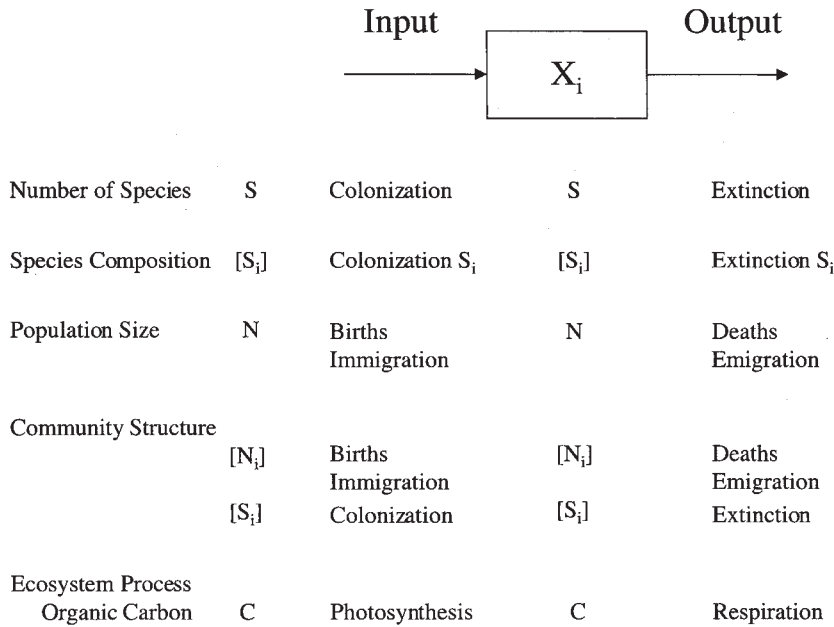 Input Output
Xᵢ
Number of Species S Colonization S Extinction
Species Composition [Sᵢ] Colonization Sᵢ [Sᵢ] Extinction Sᵢ
Population Size N Births N Deaths
Immigration Emigration
Community Structure
[Nᵢ] Births [Nᵢ] Deaths
Immigration Emigration
[Sᵢ] Colonization [Sᵢ] Extinction
Ecosystem Process
Organic Carbon C Photosynthesis C Respiration